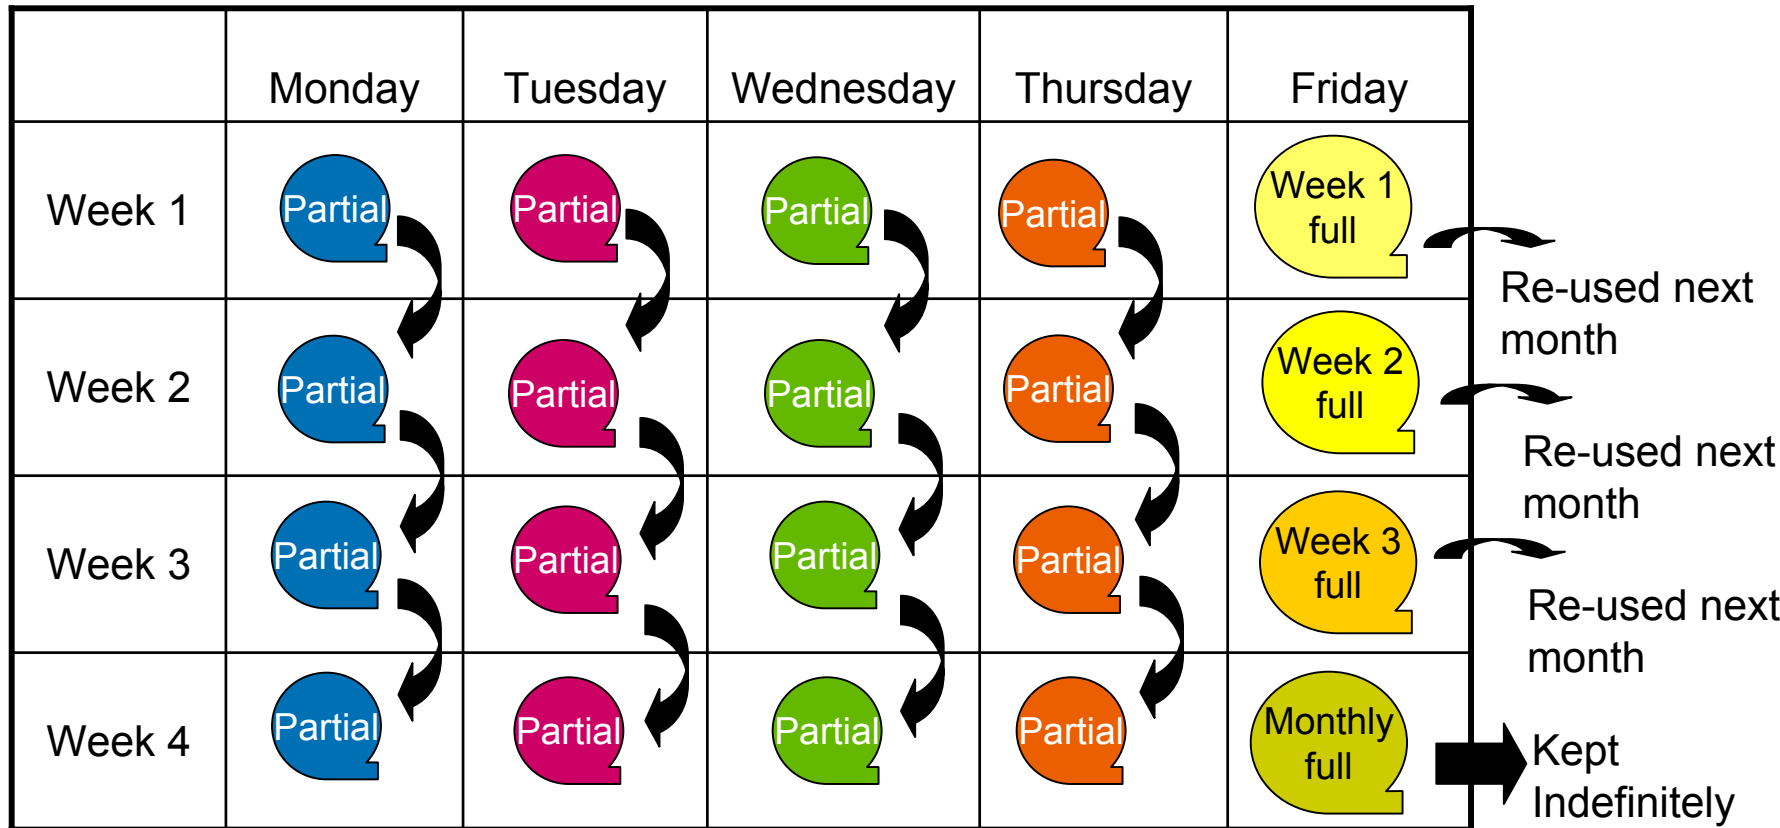 Monday Tuesday Wednesday Thursday Friday
Week 1 Partial Partial Partial Partial Week 1
full
Re-used next
month
Week 2 Partial Partial Partial Partial Week 2
full
Re-used next
month
Week 3 Partial Partial Partial Partial Week 3
full
Re-used next
month
Week 4 Partial Partial Partial Partial Monthly
full
Kept
Indefinitely